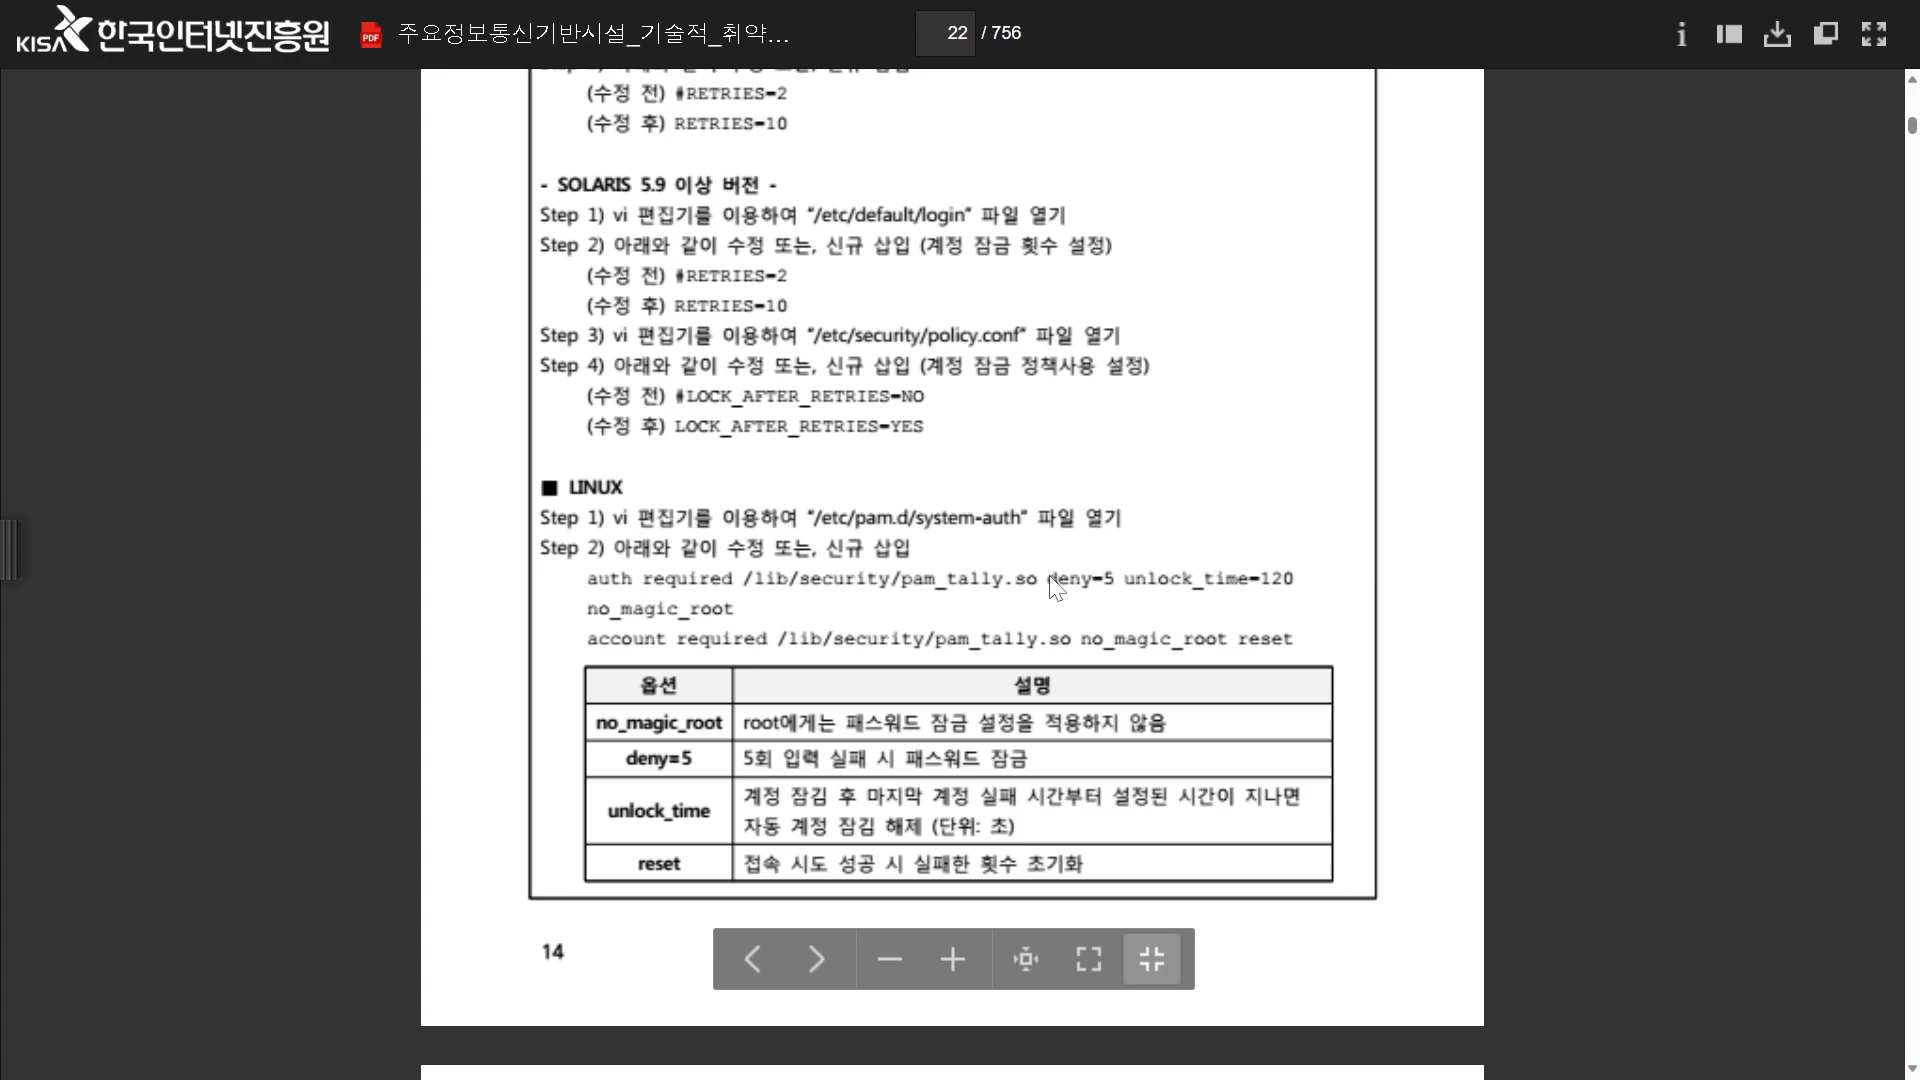 KISA 한국인터넷진흥원
PDF 주요정보통신기반시설_기술적_취약...
22 / 756
(수정 전) #RETRIES=2
(수정 후) RETRIES=10
- SOLARIS 5.9 이상 버전 -
Step 1) vi 편집기를 이용하여 “/etc/default/login” 파일 열기
Step 2) 아래와 같이 수정 또는, 신규 삽입 (계정 잠금 횟수 설정)
(수정 전) #RETRIES=2
(수정 후) RETRIES=10
Step 3) vi 편집기를 이용하여 “/etc/security/policy.conf” 파일 열기
Step 4) 아래와 같이 수정 또는, 신규 삽입 (계정 잠금 정책사용 설정)
(수정 전) #LOCK_AFTER_RETRIES=NO
(수정 후) LOCK_AFTER_RETRIES=YES
■ LINUX
Step 1) vi 편집기를 이용하여 “/etc/pam.d/system-auth” 파일 열기
Step 2) 아래와 같이 수정 또는, 신규 삽입
auth required /lib/security/pam_tally.so deny=5 unlock_time=120
no_magic_root
account required /lib/security/pam_tally.so no_magic_root reset
옵션 설명
no_magic_root root에게는 패스워드 잠금 설정을 적용하지 않음
deny=5 5회 입력 실패 시 패스워드 잠금
unlock_time 계정 잠김 후 마지막 계정 실패 시간부터 설정된 시간이 지나면
자동 계정 잠김 해제 (단위: 초)
reset 접속 시도 성공 시 실패한 횟수 초기화
14